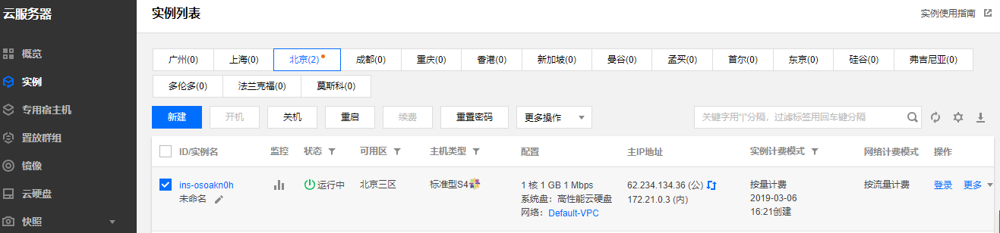 云服务器
实例列表
实例使用指南
概览
实例
专用宿主机
置放群组
镜像
云硬盘
快照
广州(0) 上海(0) 北京(2) 成都(0) 重庆(0) 香港(0) 新加坡(0) 曼谷(0) 孟买(0) 首尔(0) 东京(0) 硅谷(0) 弗吉尼亚(0)
多伦多(0) 法兰克福(0) 莫斯科(0)
新建 开机 关机 重启 续费 重置密码 更多操作 关键字用"|"分隔，过滤标签用回车键分隔
ID/实例名 监控 状态 可用区 主机类型 配置 主IP地址 实例计费模式 网络计费模式 操作
ins-osoakn0h 运行中 北京三区 标准型S4 1 核 1 GB 1 Mbps 62.234.134.36 (公) 按量计费 按流量计费 登录 更多
未命名 系统盘：高性能云硬盘 172.21.0.3 (内) 2019-03-06
网络：Default-VPC 16:21创建